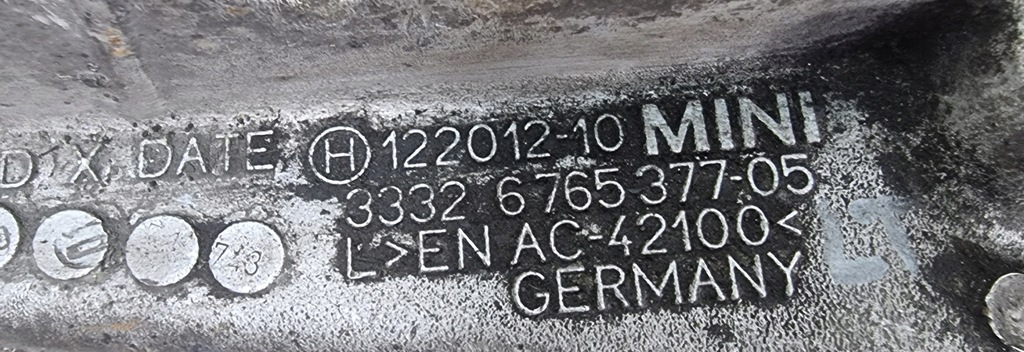 D.X. DATE Ⓗ 122012-10 MINI
3332 6765377-05
L >EN AC-42100<
GERMANY